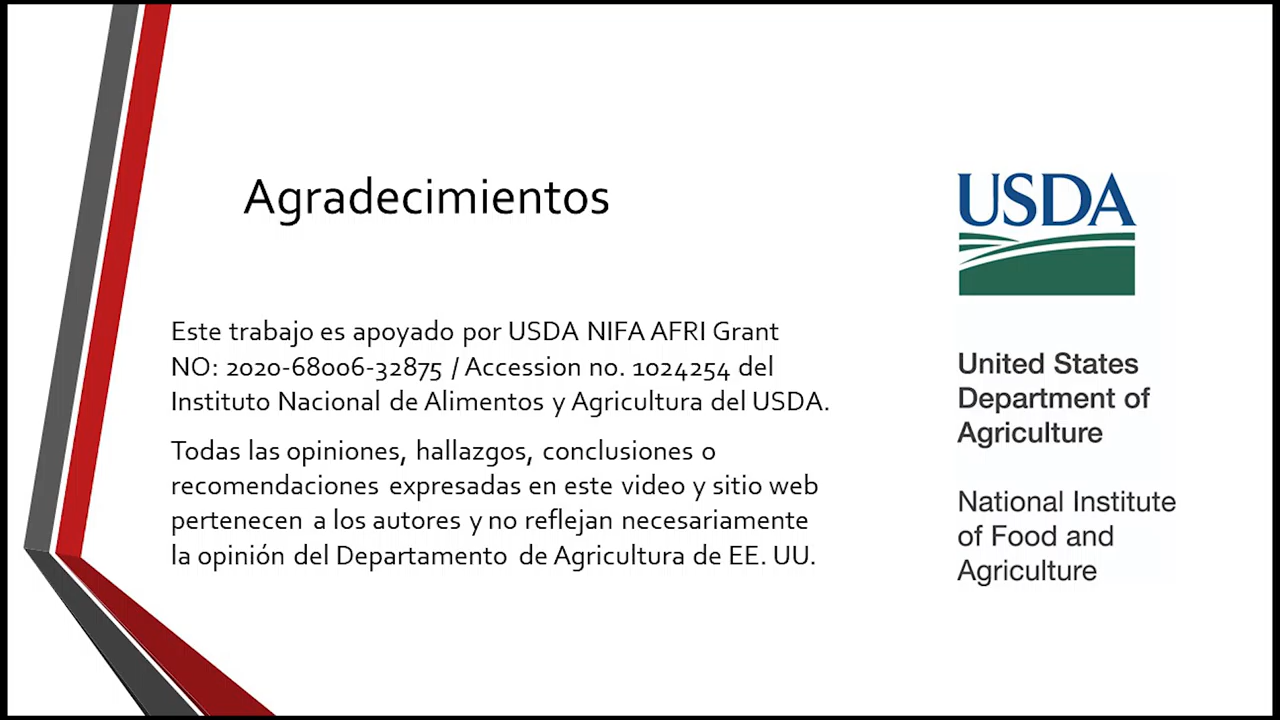 Agradecimientos
Este trabajo es apoyado por USDA NIFA AFRI Grant
NO: 2020-68006-32875 / Accession no. 1024254 del
Instituto Nacional de Alimentos y Agricultura del USDA.
Todas las opiniones, hallazgos, conclusiones o
recomendaciones expresadas en este video y sitio web
pertenecen a los autores y no reflejan necesariamente
la opinión del Departamento de Agricultura de EE. UU.
USDA
United States
Department of
Agriculture
National Institute
of Food and
Agriculture